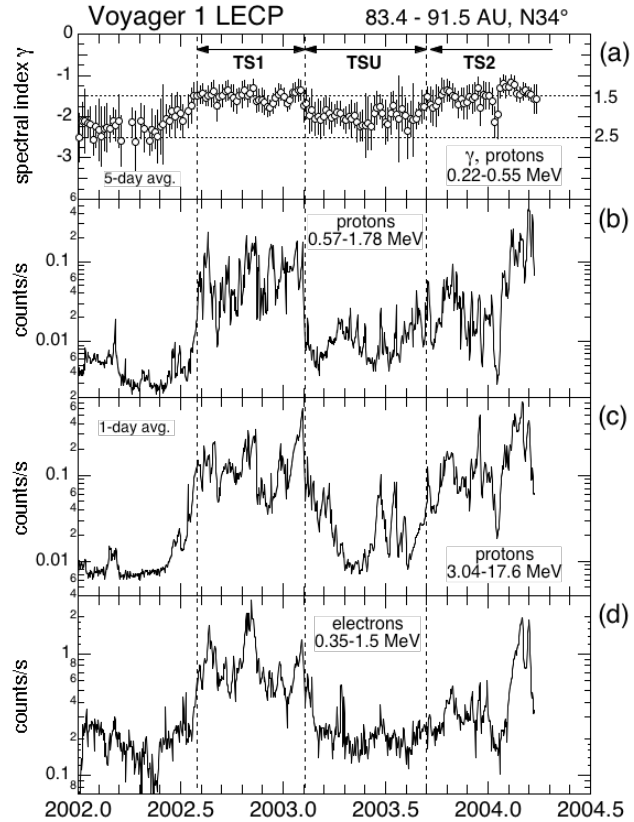 Voyager 1 LECP 83.4 - 91.5 AU, N34°
0
-1
-2
-3
spectral index γ
TS1 TSU TS2
(a)
1.5
2.5
5-day avg.
γ, protons
0.22-0.55 MeV
6
4
2
0.1
6
4
2
0.01
6
4
2
counts/s
protons
0.57-1.78 MeV
(b)
6
4
2
0.1
6
4
2
0.01
6
4
counts/s
1-day avg.
protons
3.04-17.6 MeV
(c)
8
6
4
2
1
8
6
4
2
0.1
8
counts/s
electrons
0.35-1.5 MeV
(d)
2002.0 2002.5 2003.0 2003.5 2004.0 2004.5